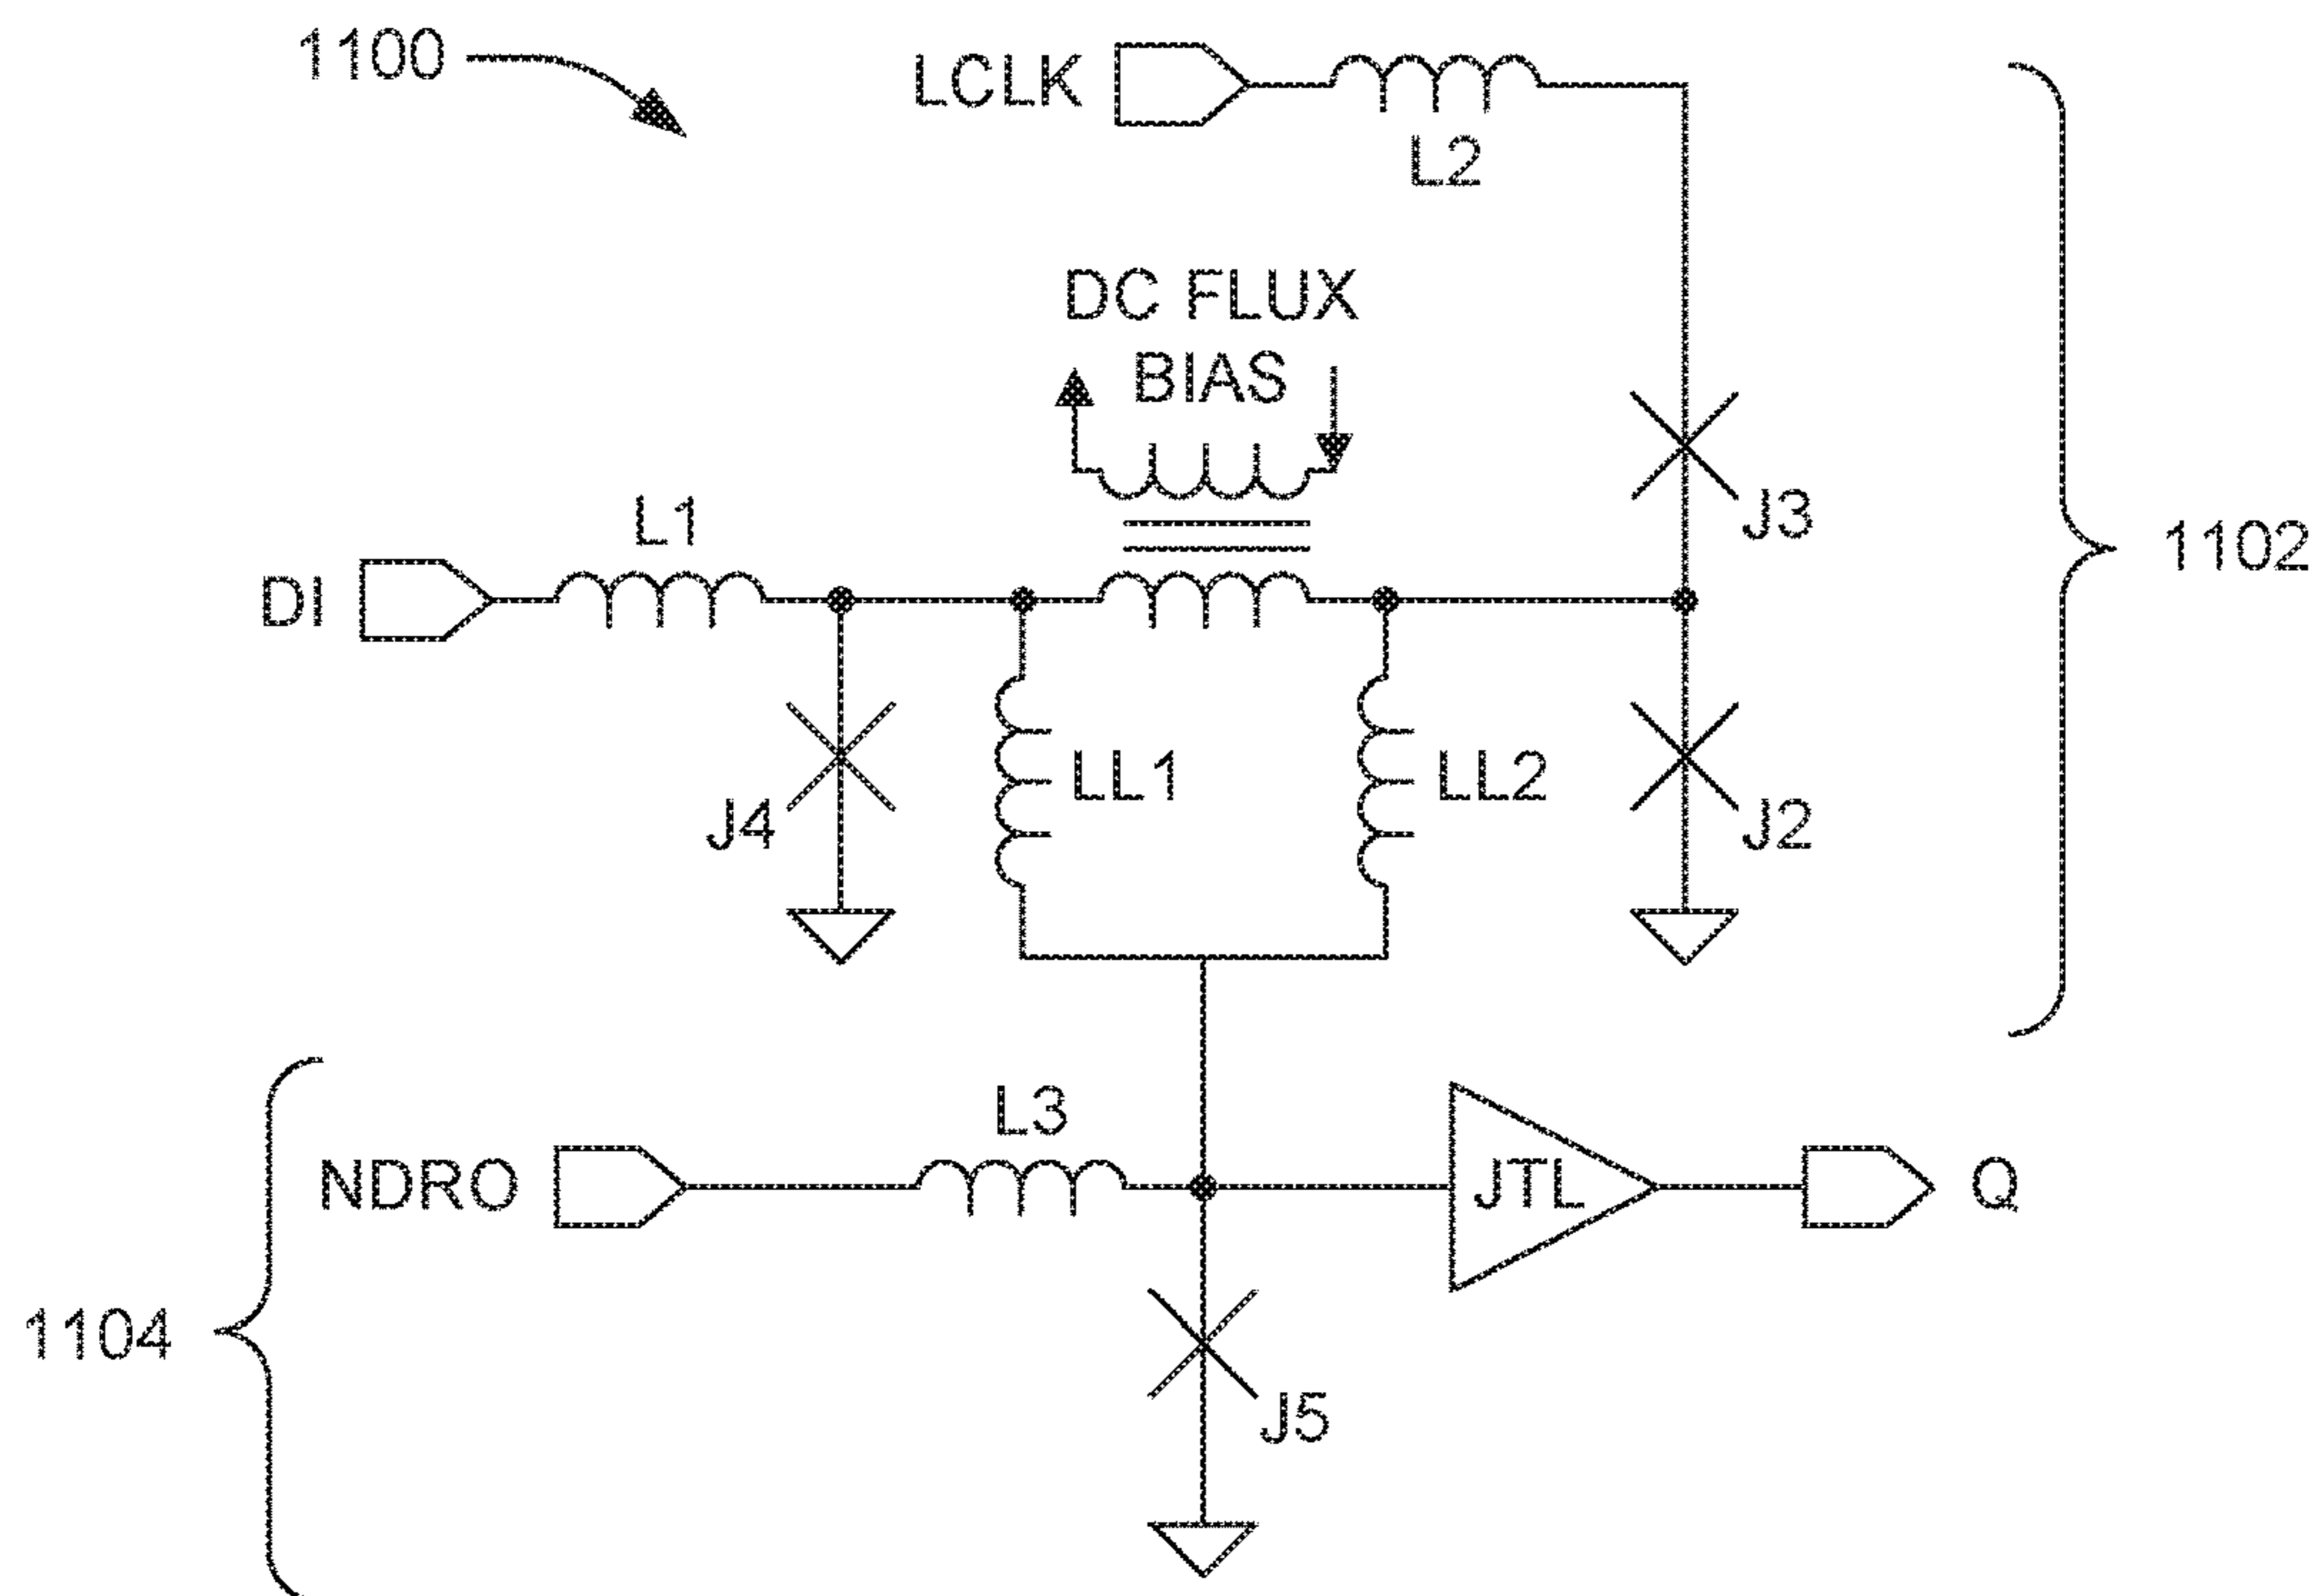 1100
LCLK
L2
DC FLUX
BIAS
J3
1102
L1
DI
LL1
LL2
J4
J2
L3
NDRO
JTL
Q
1104
J5